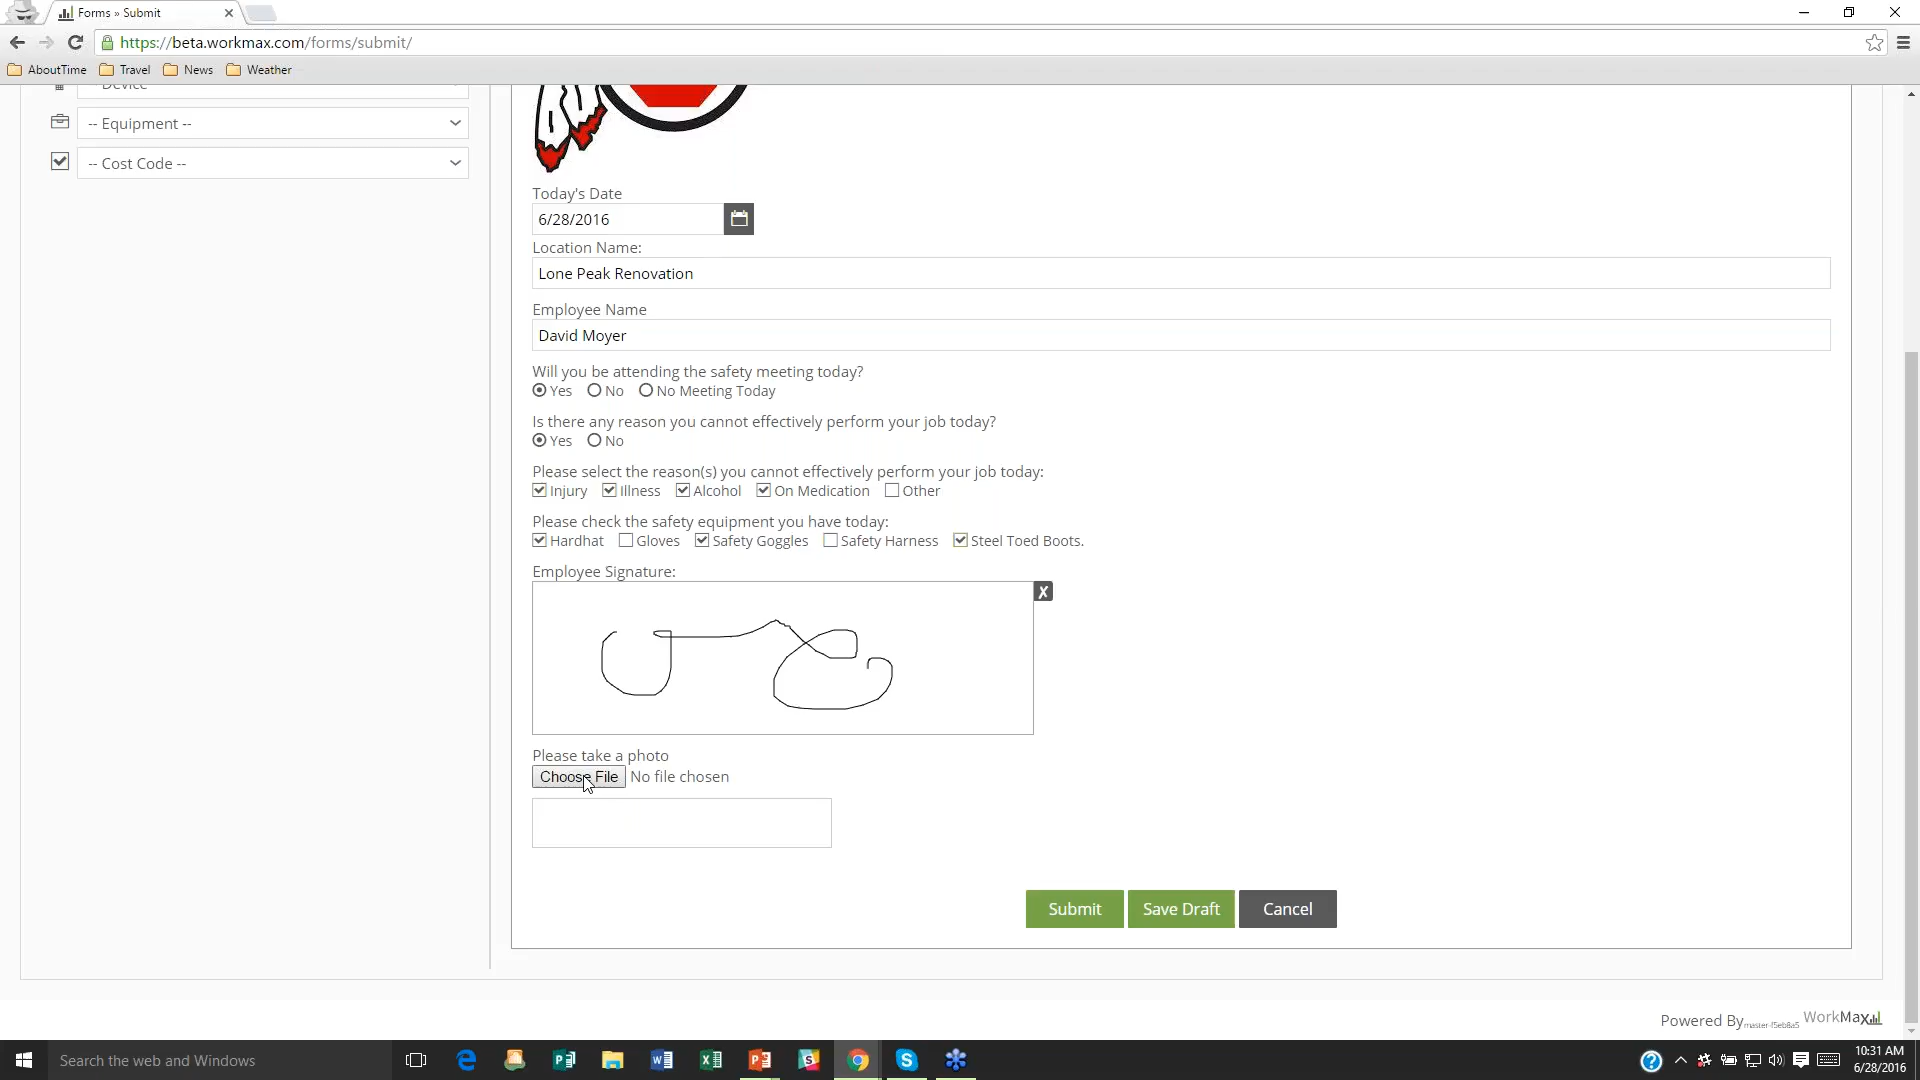 Forms » Submit
https://beta.workmax.com/forms/submit/
AboutTime Travel News Weather
-- Device --
-- Equipment --
-- Cost Code --
Today's Date
6/28/2016
Location Name:
Lone Peak Renovation
Employee Name
David Moyer
Will you be attending the safety meeting today?
Yes No No Meeting Today
Is there any reason you cannot effectively perform your job today?
Yes No
Please select the reason(s) you cannot effectively perform your job today:
Injury Illness Alcohol On Medication Other
Please check the safety equipment you have today:
Hardhat Gloves Safety Goggles Safety Harness Steel Toed Boots.
Employee Signature:
X
Please take a photo
Choose File No file chosen
Submit Save Draft Cancel
Powered By master-f5eb8a5 WorkMax
Search the web and Windows
10:31 AM
6/28/2016